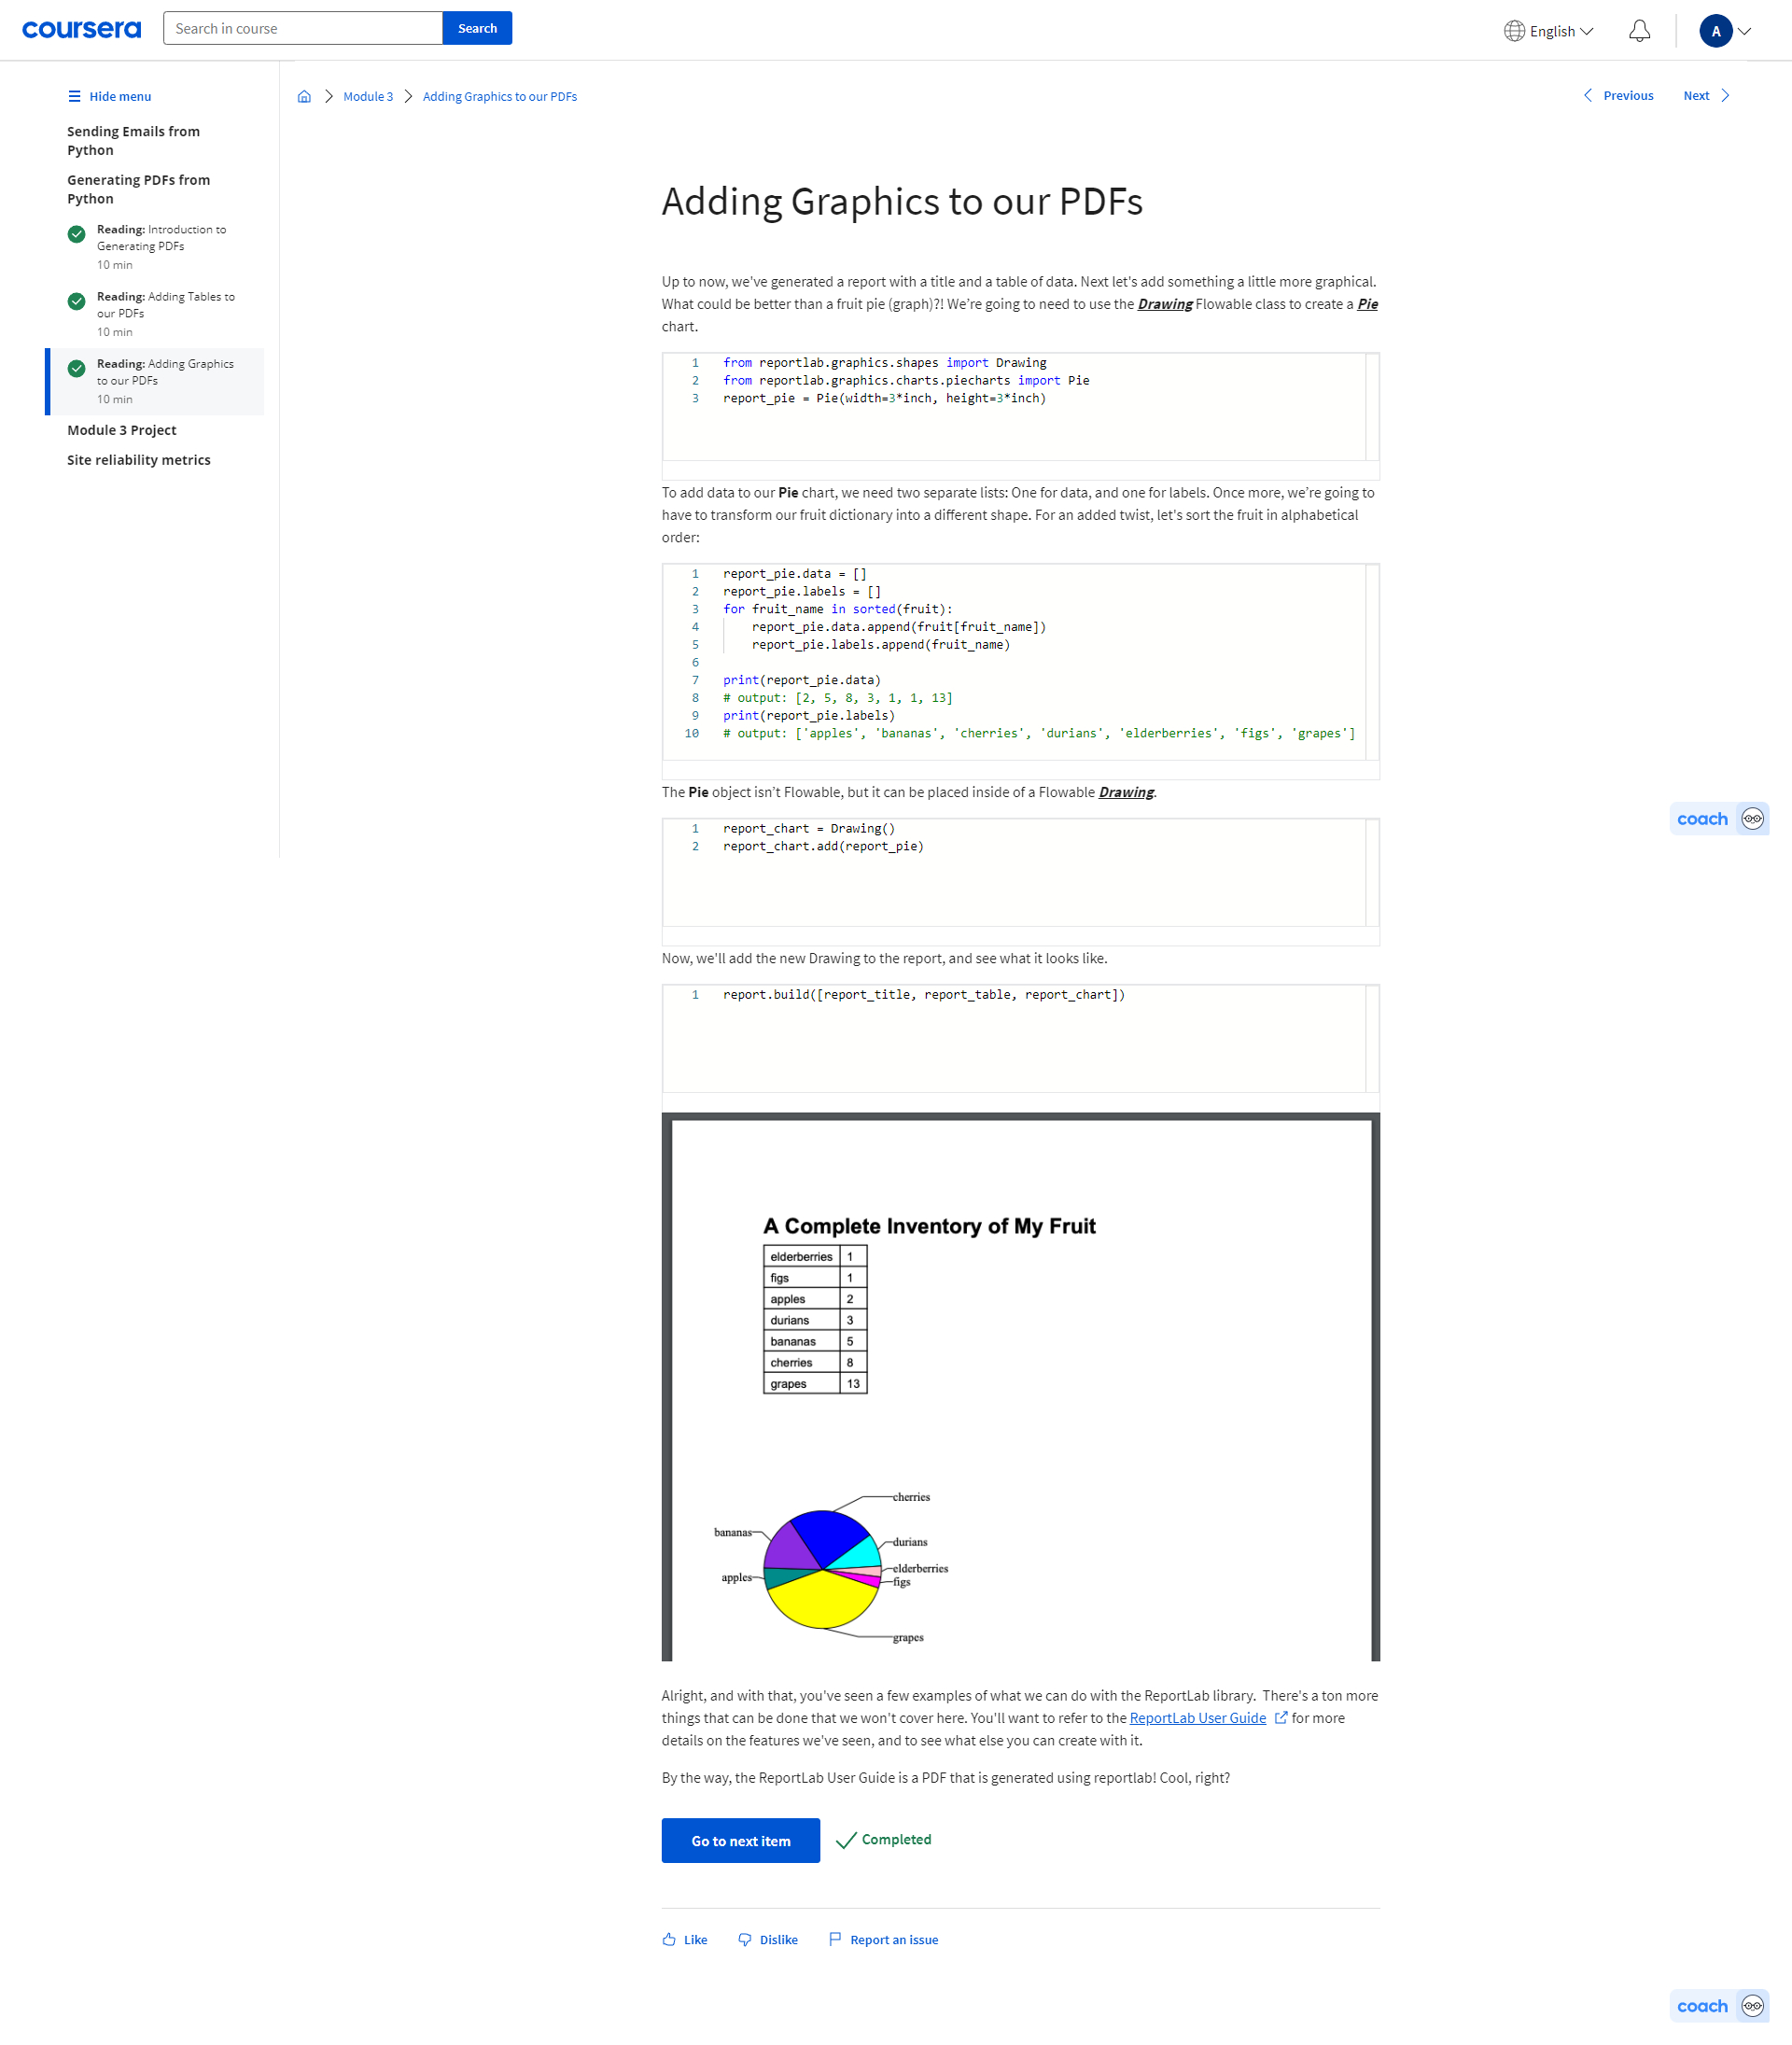 coursera
Search in course
Search
English
A
Hide menu
Sending Emails from
Python
Generating PDFs from
Python
Reading: Introduction to
Generating PDFs
10 min
Reading: Adding Tables to
our PDFs
10 min
Reading: Adding Graphics
to our PDFs
10 min
Module 3 Project
Site reliability metrics
Module 3
Adding Graphics to our PDFs
Previous
Next
Adding Graphics to our PDFs
Up to now, we've generated a report with a title and a table of data. Next let's add something a little more graphical.
What could be better than a fruit pie (graph)?! We’re going to need to use the Drawing Flowable class to create a Pie
chart.
1 from reportlab.graphics.shapes import Drawing
2 from reportlab.graphics.charts.piecharts import Pie
3 report_pie = Pie(width=3*inch, height=3*inch)
To add data to our Pie chart, we need two separate lists: One for data, and one for labels. Once more, we’re going to
have to transform our fruit dictionary into a different shape. For an added twist, let's sort the fruit in alphabetical
order:
1 report_pie.data = []
2 report_pie.labels = []
3 for fruit_name in sorted(fruit):
4 report_pie.data.append(fruit[fruit_name])
5 report_pie.labels.append(fruit_name)
6
7 print(report_pie.data)
8 # output: [2, 5, 8, 3, 1, 1, 13]
9 print(report_pie.labels)
10 # output: ['apples', 'bananas', 'cherries', 'durians', 'elderberries', 'figs', 'grapes']
The Pie object isn’t Flowable, but it can be placed inside of a Flowable Drawing.
1 report_chart = Drawing()
2 report_chart.add(report_pie)
Now, we'll add the new Drawing to the report, and see what it looks like.
1 report.build([report_title, report_table, report_chart])
A Complete Inventory of My Fruit
elderberries 1
figs 1
apples 2
durians 3
bananas 5
cherries 8
grapes 13
cherries
bananas
durians
elderberries
apples
figs
grapes
Alright, and with that, you've seen a few examples of what we can do with the ReportLab library.  There's a ton more
things that can be done that we won't cover here. You'll want to refer to the ReportLab User Guide for more
details on the features we've seen, and to see what else you can create with it.
By the way, the ReportLab User Guide is a PDF that is generated using reportlab! Cool, right?
Go to next item
Completed
Like
Dislike
Report an issue
coach
coach